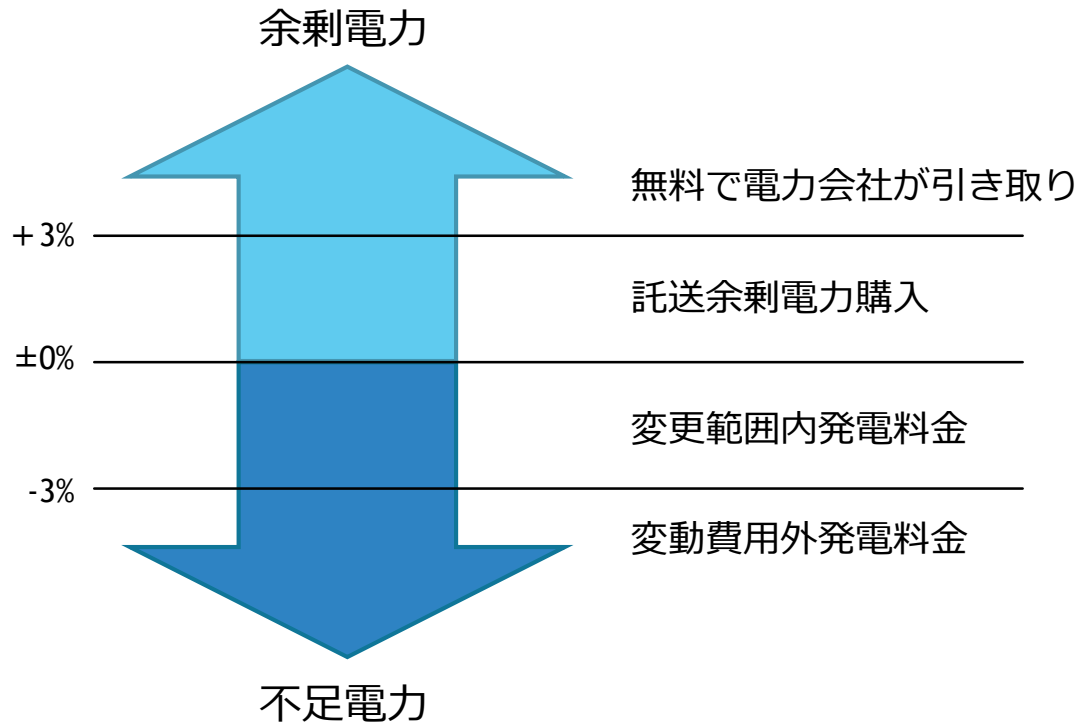 余剰電力
無料で電力会社が引き取り
+3%
託送余剰電力購入
±0%
変更範囲内発電料金
-3%
変動費用外発電料金
不足電力